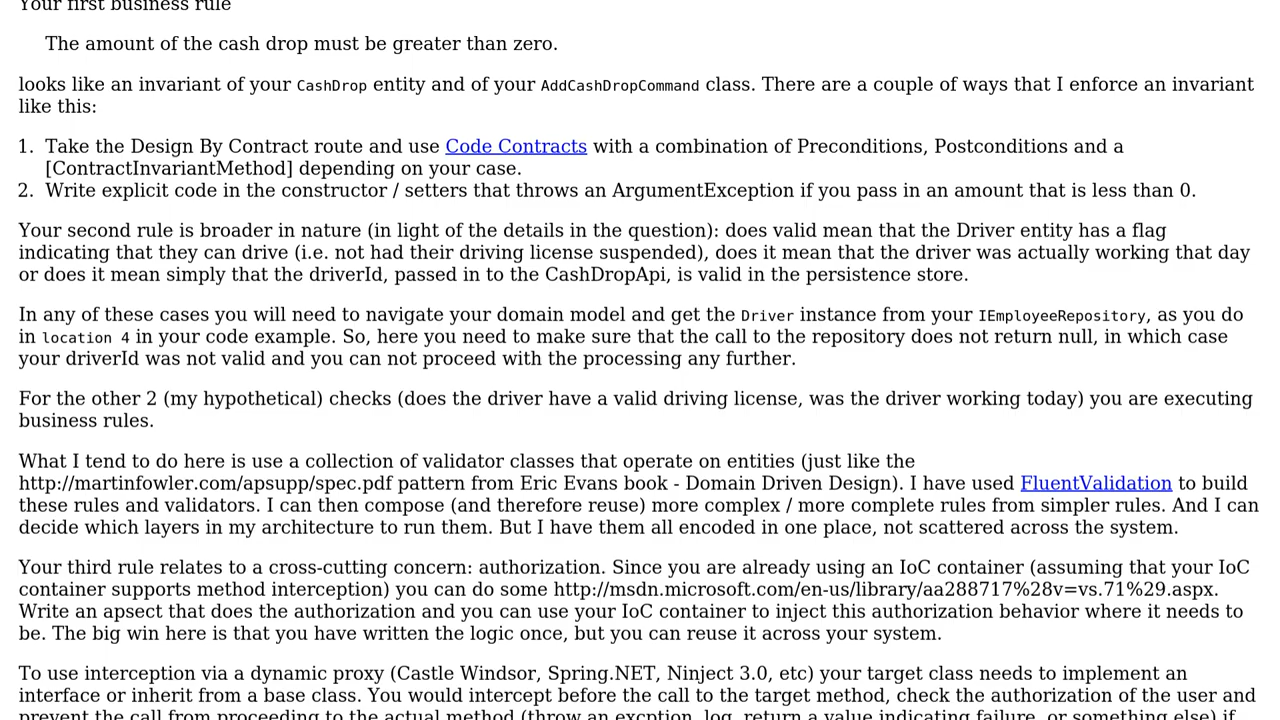 Your first business rule
The amount of the cash drop must be greater than zero.
looks like an invariant of your CashDrop entity and of your AddCashDropCommand class. There are a couple of ways that I enforce an invariant
like this:
1. Take the Design By Contract route and use Code Contracts with a combination of Preconditions, Postconditions and a
[ContractInvariantMethod] depending on your case.
2. Write explicit code in the constructor / setters that throws an ArgumentException if you pass in an amount that is less than 0.
Your second rule is broader in nature (in light of the details in the question): does valid mean that the Driver entity has a flag
indicating that they can drive (i.e. not had their driving license suspended), does it mean that the driver was actually working that day
or does it mean simply that the driverId, passed in to the CashDropApi, is valid in the persistence store.
In any of these cases you will need to navigate your domain model and get the Driver instance from your IEmployeeRepository, as you do
in location 4 in your code example. So, here you need to make sure that the call to the repository does not return null, in which case
your driverId was not valid and you can not proceed with the processing any further.
For the other 2 (my hypothetical) checks (does the driver have a valid driving license, was the driver working today) you are executing
business rules.
What I tend to do here is use a collection of validator classes that operate on entities (just like the
http://martinfowler.com/apsupp/spec.pdf pattern from Eric Evans book - Domain Driven Design). I have used FluentValidation to build
these rules and validators. I can then compose (and therefore reuse) more complex / more complete rules from simpler rules. And I can
decide which layers in my architecture to run them. But I have them all encoded in one place, not scattered across the system.
Your third rule relates to a cross-cutting concern: authorization. Since you are already using an IoC container (assuming that your IoC
container supports method interception) you can do some http://msdn.microsoft.com/en-us/library/aa288717%28v=vs.71%29.aspx.
Write an apsect that does the authorization and you can use your IoC container to inject this authorization behavior where it needs to
be. The big win here is that you have written the logic once, but you can reuse it across your system.
To use interception via a dynamic proxy (Castle Windsor, Spring.NET, Ninject 3.0, etc) your target class needs to implement an
interface or inherit from a base class. You would intercept before the call to the target method, check the authorization of the user and
prevent the call from proceeding to the actual method (throw an excption, log, return a value indicating failure, or something else) if